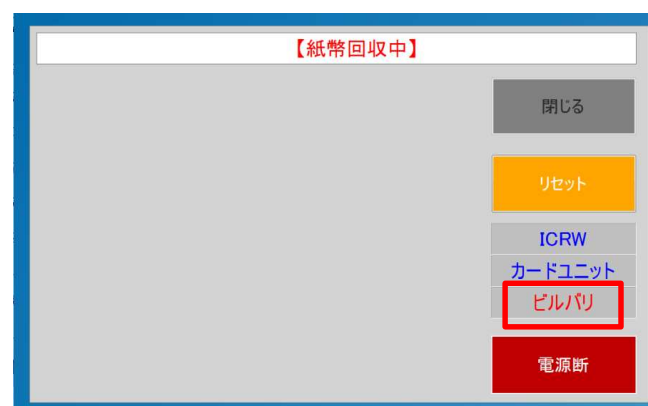 【紙幣回収中】
閉じる
リセット
ICRW
カードユニット
ビルバリ
電源断